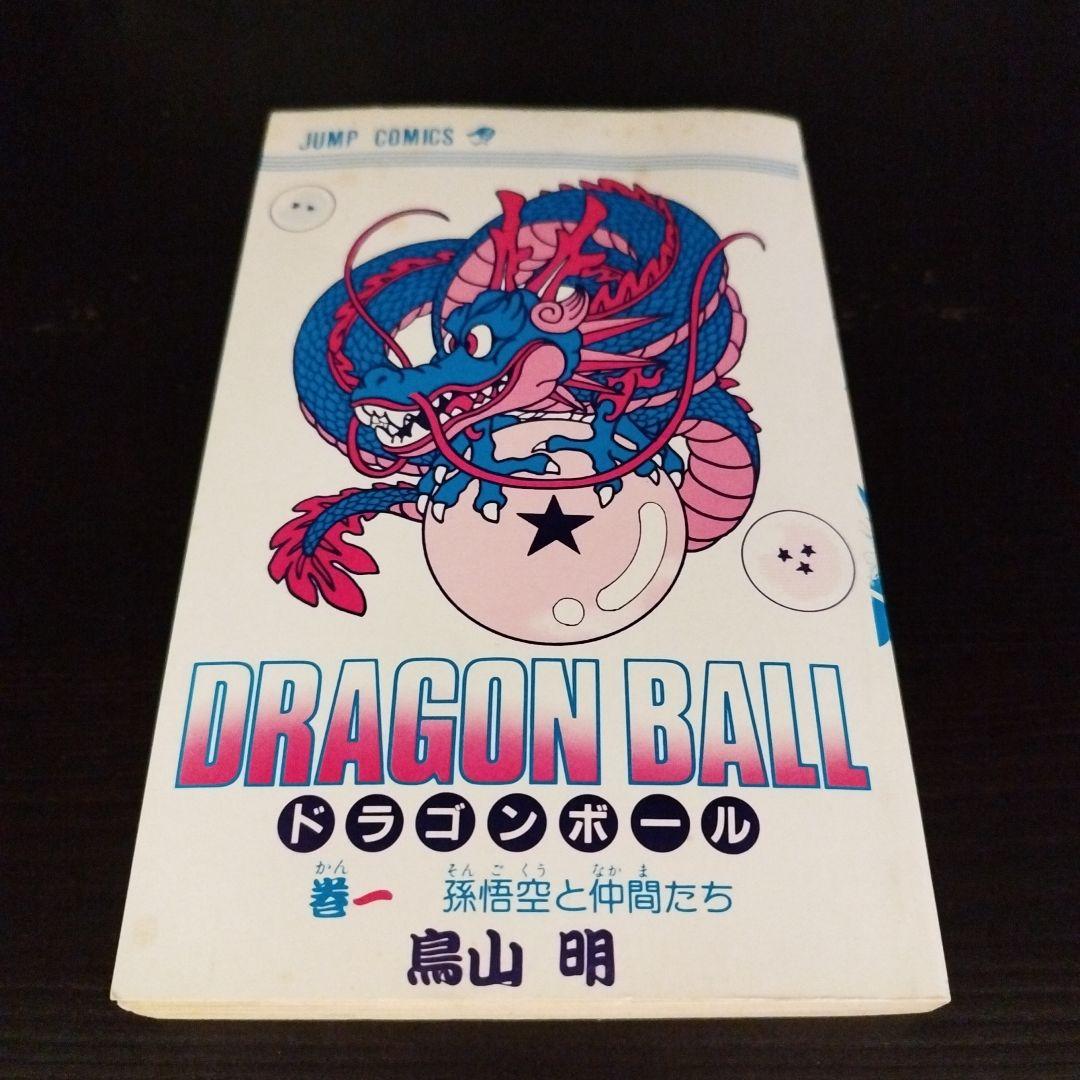 JUMP COMICS
DRAGON BALL
ドラゴンボール
かん そんごくう なかま
巻一 孫悟空と仲間たち
鳥山 明